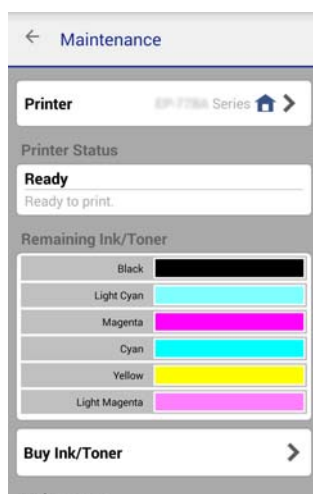 Maintenance
Printer Series
Printer Status
Ready
Ready to print.
Remaining Ink/Toner
Black
Light Cyan
Magenta
Cyan
Yellow
Light Magenta
Buy Ink/Toner